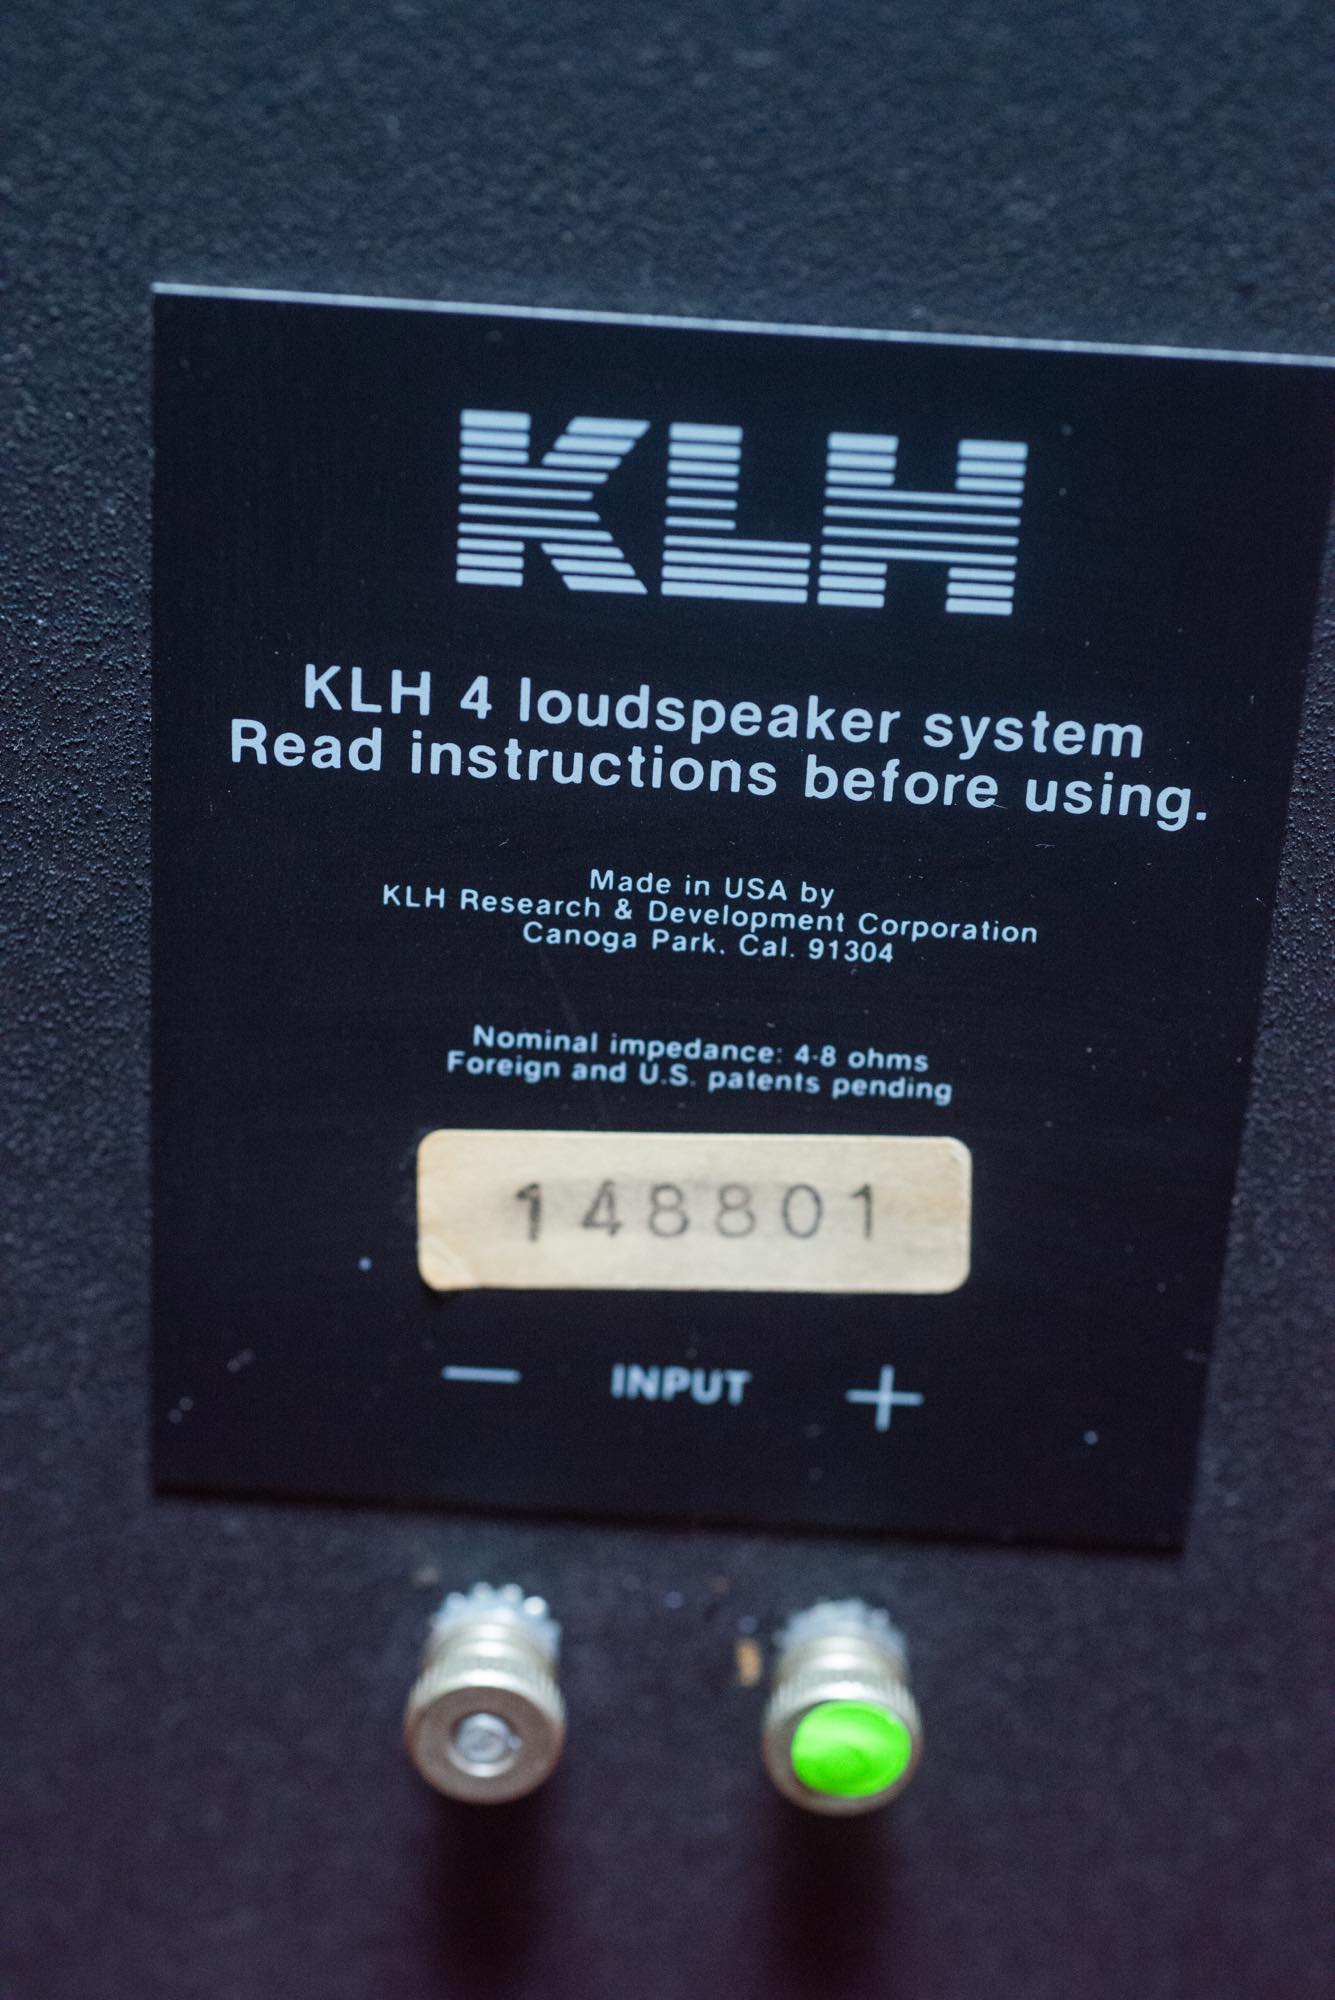 KLH
KLH 4 loudspeaker system
Read instructions before using.
Made in USA by
KLH Research & Development Corporation
Canoga Park. Cal. 91304
Nominal impedance: 4-8 ohms
Foreign and U.S. patents pending
148801
— INPUT +